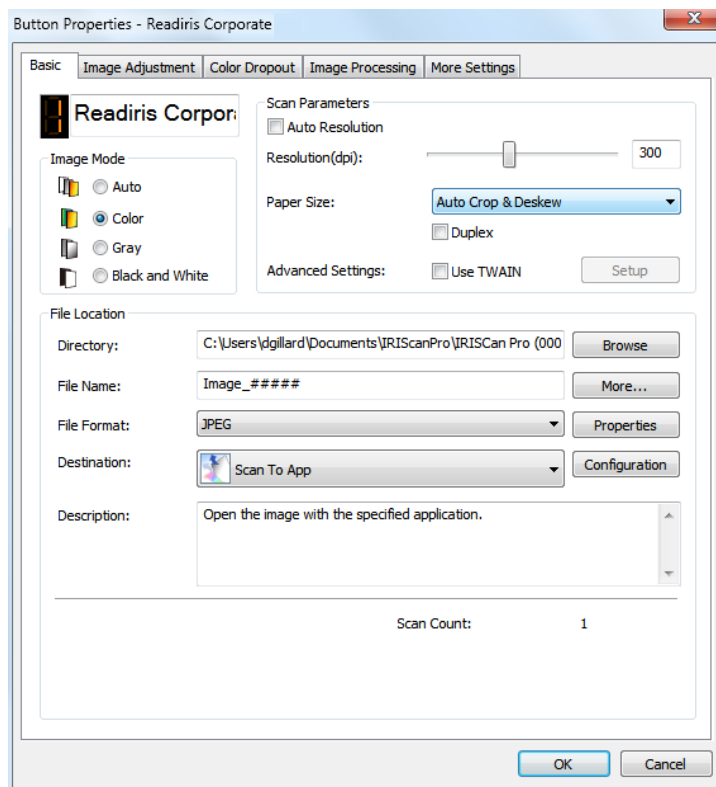 Button Properties - Readiris Corporate
Basic
Image Adjustment
Color Dropout
Image Processing
More Settings
1
Readiris Corpor
Image Mode
Auto
Color
Gray
Black and White
Scan Parameters
Auto Resolution
Resolution(dpi):
300
Paper Size:
Auto Crop & Deskew
Duplex
Advanced Settings:
Use TWAIN
Setup
File Location
Directory:
C:\Users\dgillard\Documents\IRIScanPro\IRISCan Pro (000
Browse
File Name:
Image_#####
More...
File Format:
JPEG
Properties
Destination:
Scan To App
Configuration
Description:
Open the image with the specified application.
Scan Count:
1
OK
Cancel